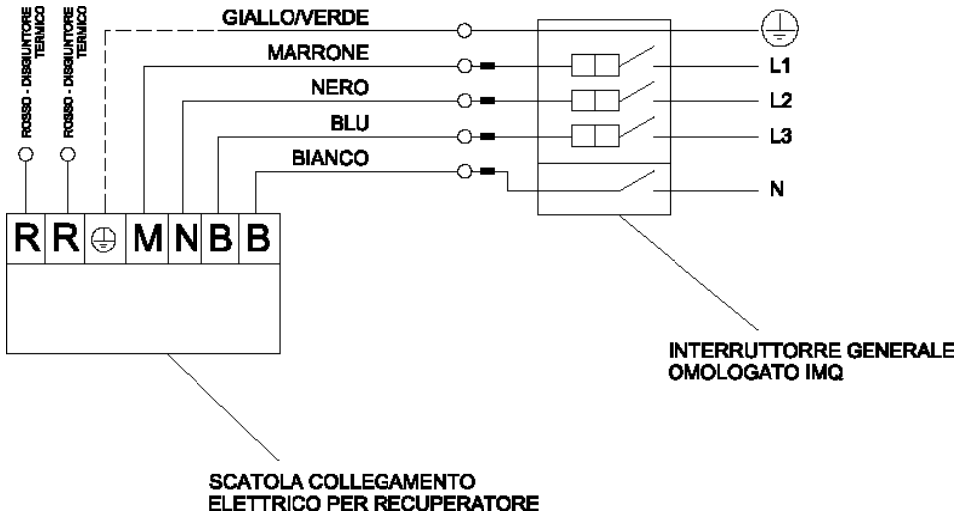 ROSSO - DISGIUNTORE
TERMICO
ROSSO - DISGIUNTORE
TERMICO
GIALLO/VERDE
MARRONE
L1
NERO
L2
BLU
L3
BIANCO
N
R R M N B B
INTERRUTTORRE GENERALE
OMOLOGATO IMQ
SCATOLA COLLEGAMENTO
ELETTRICO PER RECUPERATORE